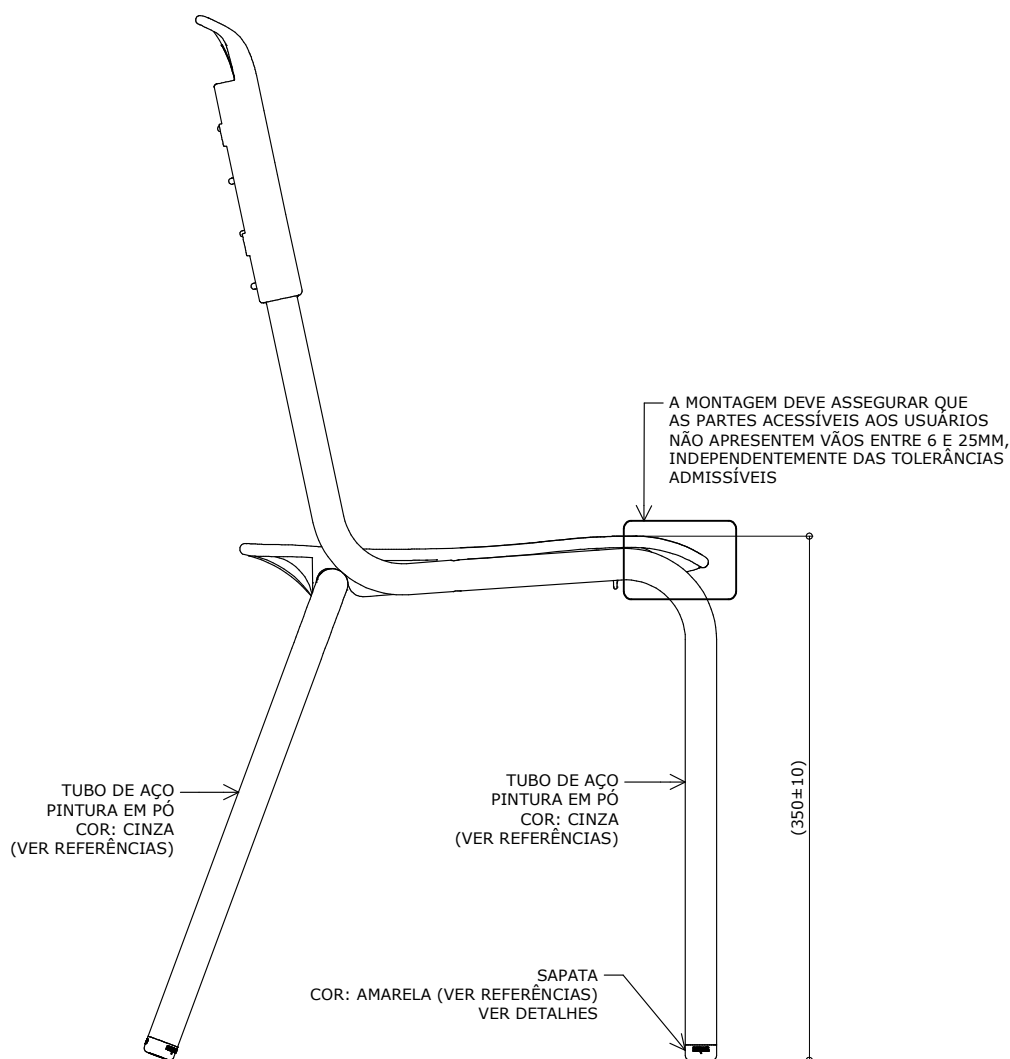 A MONTAGEM DEVE ASSEGURAR QUE
AS PARTES ACESSÍVEIS AOS USUÁRIOS
NÃO APRESENTEM VÃOS ENTRE 6 E 25MM,
INDEPENDENTEMENTE DAS TOLERÂNCIAS
ADMISSÍVEIS
TUBO DE AÇO
PINTURA EM PÓ
COR: CINZA
(VER REFERÊNCIAS)
TUBO DE AÇO
PINTURA EM PÓ
COR: CINZA
(VER REFERÊNCIAS)
(350±10)
SAPATA
COR: AMARELA (VER REFERÊNCIAS)
VER DETALHES